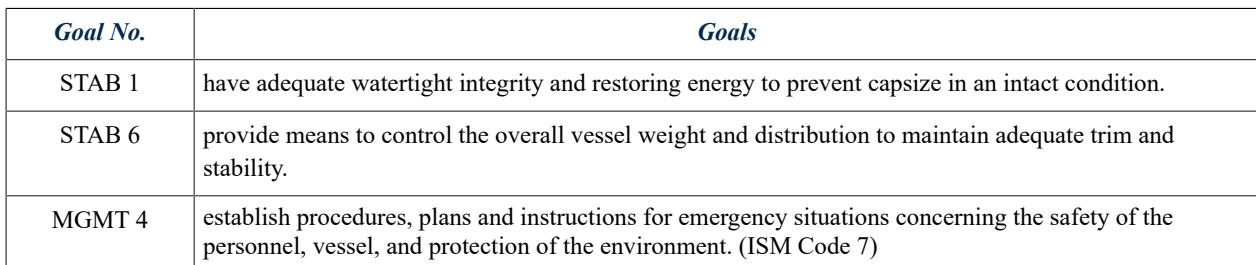 Goal No. Goals
STAB 1 have adequate watertight integrity and restoring energy to prevent capsize in an intact condition.
STAB 6 provide means to control the overall vessel weight and distribution to maintain adequate trim and
stability.
MGMT 4 establish procedures, plans and instructions for emergency situations concerning the safety of the
personnel, vessel, and protection of the environment. (ISM Code 7)